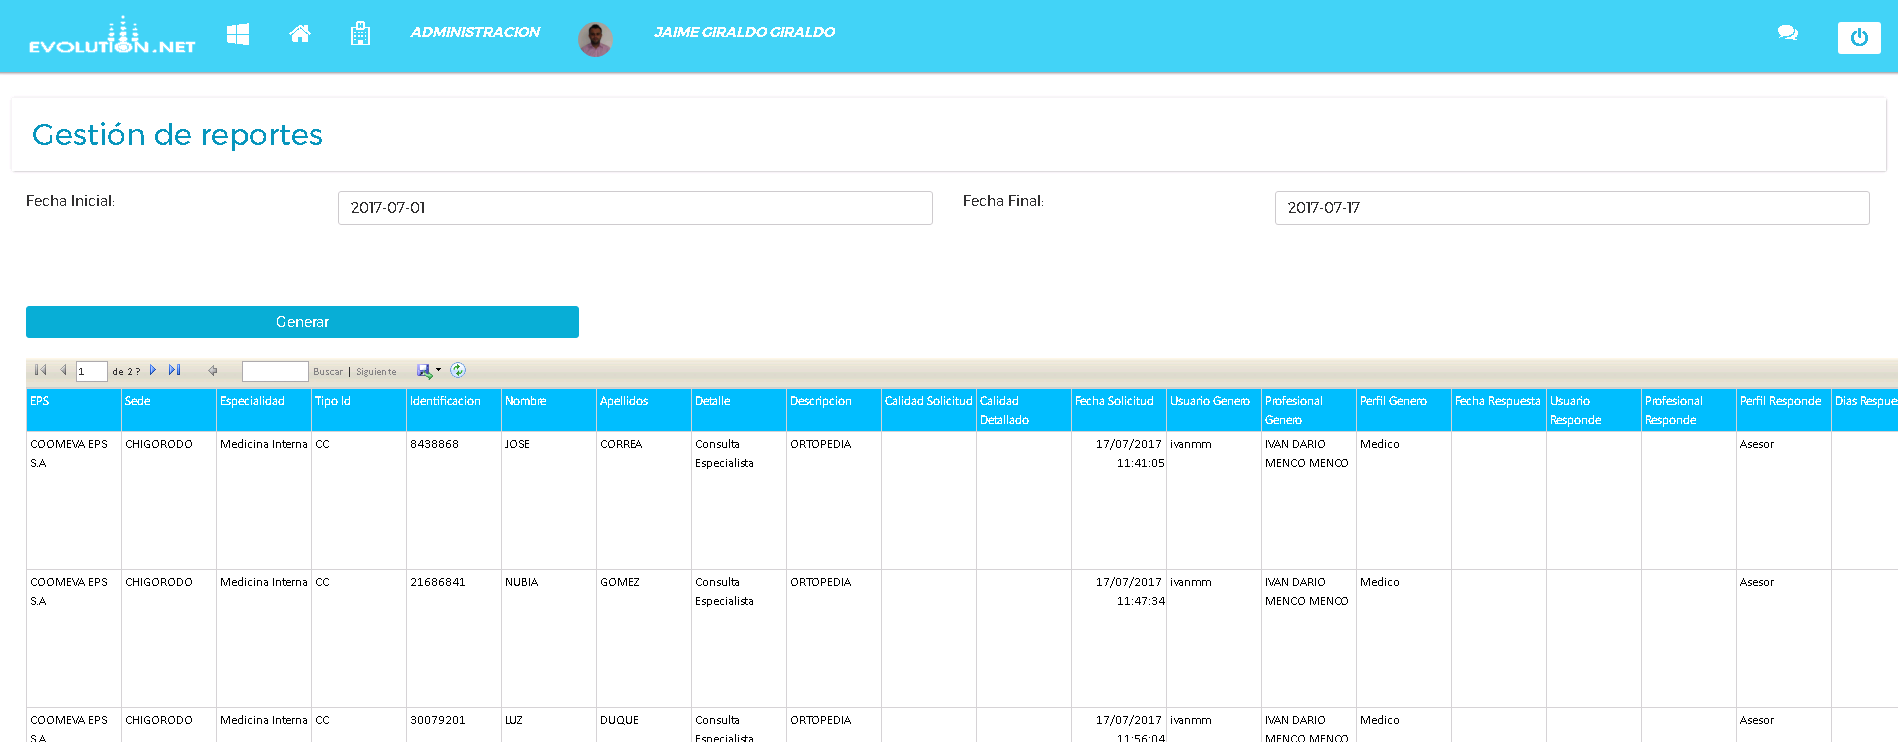 EVOLUTION.NET
ADMINISTRACION
JAIME GIRALDO GIRALDO
Gestión de reportes
Fecha Inicial:
2017-07-01
Fecha Final:
2017-07-17
Generar
1 de 2 ? Buscar | Siguiente
EPS Sede Especialidad Tipo Id Identificacion Nombre Apellidos Detalle Descripcion Calidad Solicitud Calidad Fecha Solicitud Usuario Genero Profesional Perfil Genero Fecha Respuesta Usuario Profesional Perfil Responde Dias Respue
Detallado Genero Responde Responde
COOMEVA EPS CHIGORODO Medicina Interna CC 8438868 JOSE CORREA Consulta ORTOPEDIA 17/07/2017 ivanmm IVAN DARIO Medico Asesor
S.A Especialista 11:41:05 MENCO MENCO
COOMEVA EPS CHIGORODO Medicina Interna CC 21686841 NUBIA GOMEZ Consulta ORTOPEDIA 17/07/2017 ivanmm IVAN DARIO Medico Asesor
S.A Especialista 11:47:34 MENCO MENCO
COOMEVA EPS CHIGORODO Medicina Interna CC 30079201 LUZ DUQUE Consulta ORTOPEDIA 17/07/2017 ivanmm IVAN DARIO Medico Asesor
S.A Especialista 11:56:04 MENCO MENCO